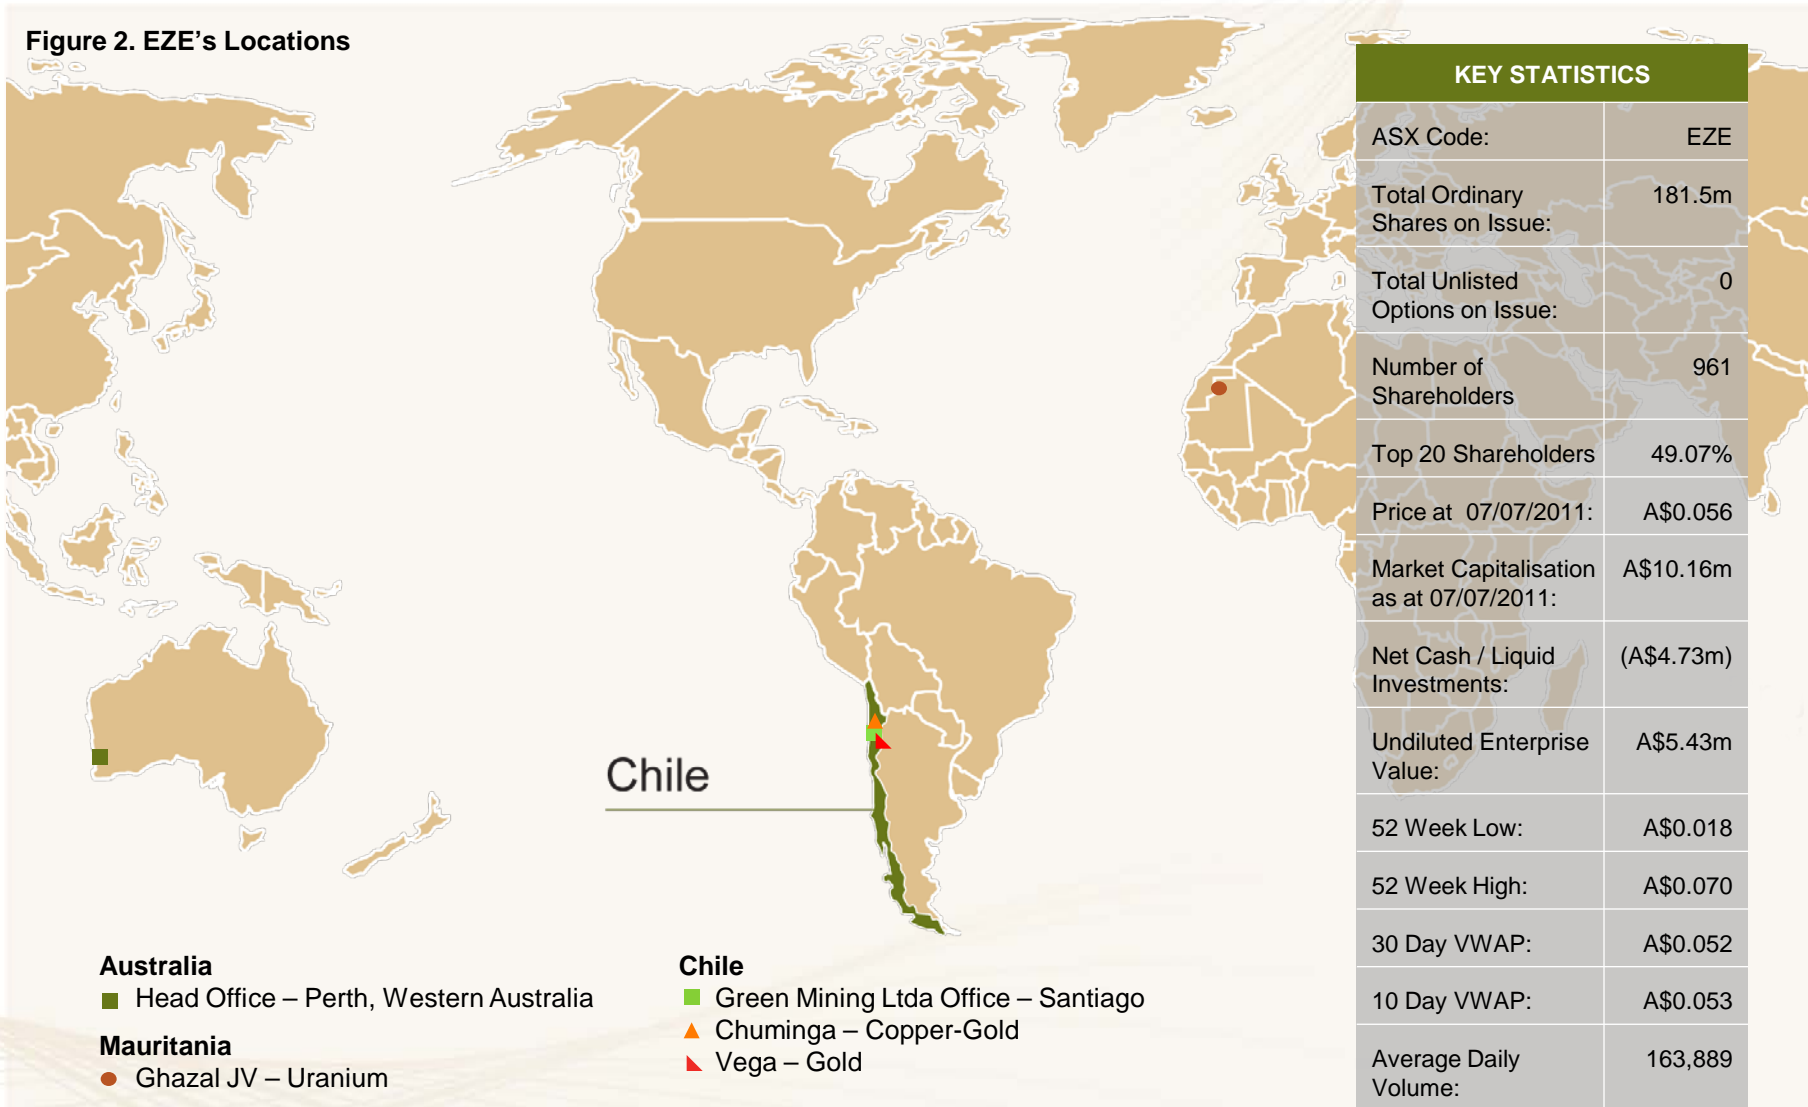 Figure 2. EZE's Locations
Chile
Australia
Head Office – Perth, Western Australia
Mauritania
Ghazal JV – Uranium
Chile
Green Mining Ltda Office – Santiago
Chuminga – Copper-Gold
Vega – Gold
KEY STATISTICS
ASX Code: EZE
Total Ordinary 181.5m
Shares on Issue:
Total Unlisted 0
Options on Issue:
Number of 961
Shareholders
Top 20 Shareholders 49.07%
Price at 07/07/2011: A$0.056
Market Capitalisation A$10.16m
as at 07/07/2011:
Net Cash / Liquid (A$4.73m)
Investments:
Undiluted Enterprise A$5.43m
Value:
52 Week Low: A$0.018
52 Week High: A$0.070
30 Day VWAP: A$0.052
10 Day VWAP: A$0.053
Average Daily 163,889
Volume: